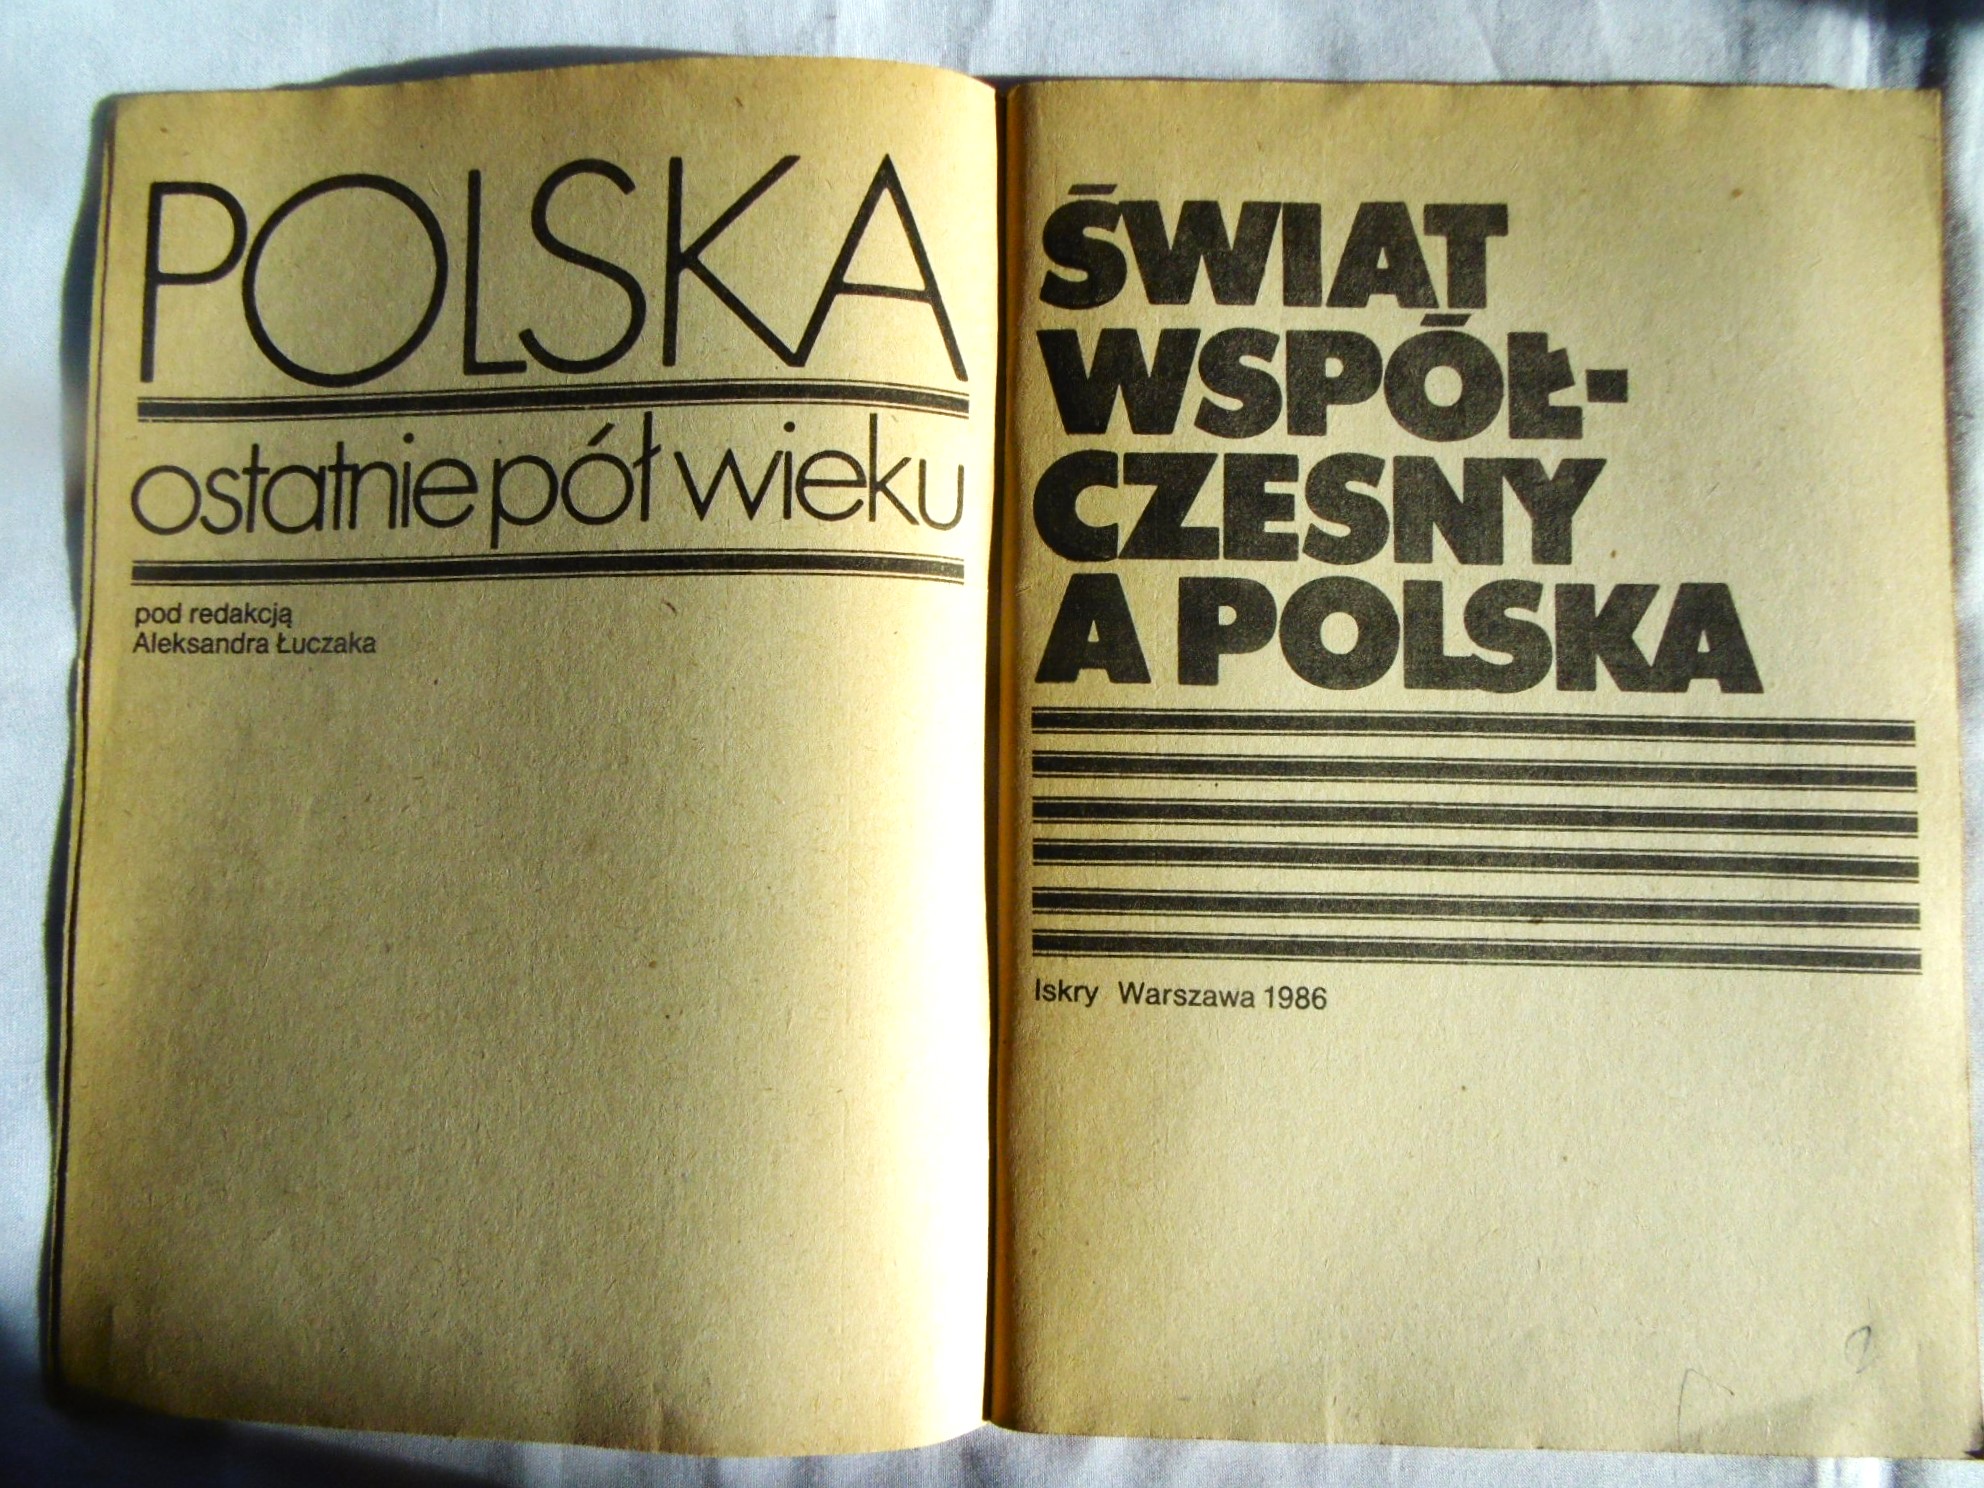 POLSKA
ostatnie pół wieku
pod redakcją
Aleksandra Łuczaka
ŚWIAT
WSPÓŁ-
CZESNY
A POLSKA
Iskry Warszawa 1986